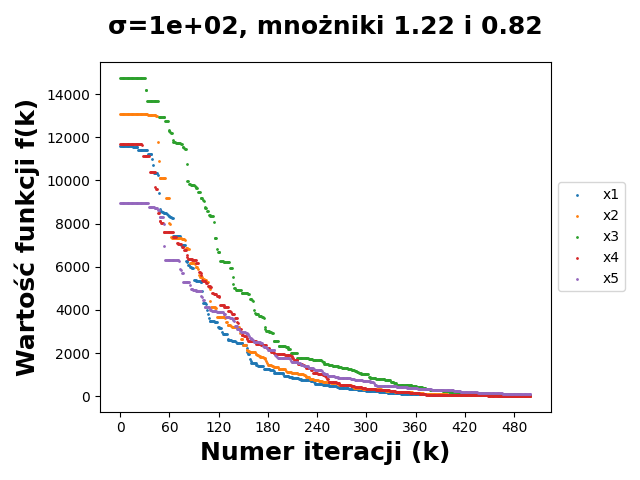 σ=1e+02, mnożniki 1.22 i 0.82
Wartość funkcji f(k)
14000
12000
10000
8000
6000
4000
2000
0
0 60 120 180 240 300 360 420 480
Numer iteracji (k)
x1
x2
x3
x4
x5